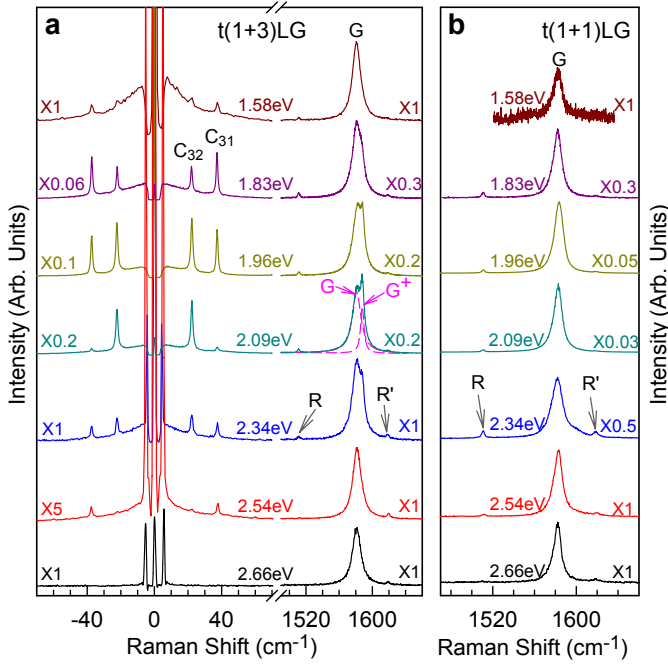 a t(1+3)LG G
X1 1.58eV X1
C₃₂ C₃₁
X0.06 1.83eV X0.3
X0.1 1.96eV X0.2
G G⁺
X0.2 2.09eV X0.2
R R'
X1 2.34eV X1
X5 2.54eV X1
X1 2.66eV X1
-40 0 40 1520 1600
Raman Shift (cm⁻¹)
Intensity (Arb. Units)
b t(1+1)LG
G
1.58eV X1
1.83eV X0.3
1.96eV X0.05
2.09eV X0.03
R R'
2.34eV X0.5
2.54eV X1
2.66eV X1
1520 1600
Raman Shift (cm⁻¹)
Intensity (Arb. Units)